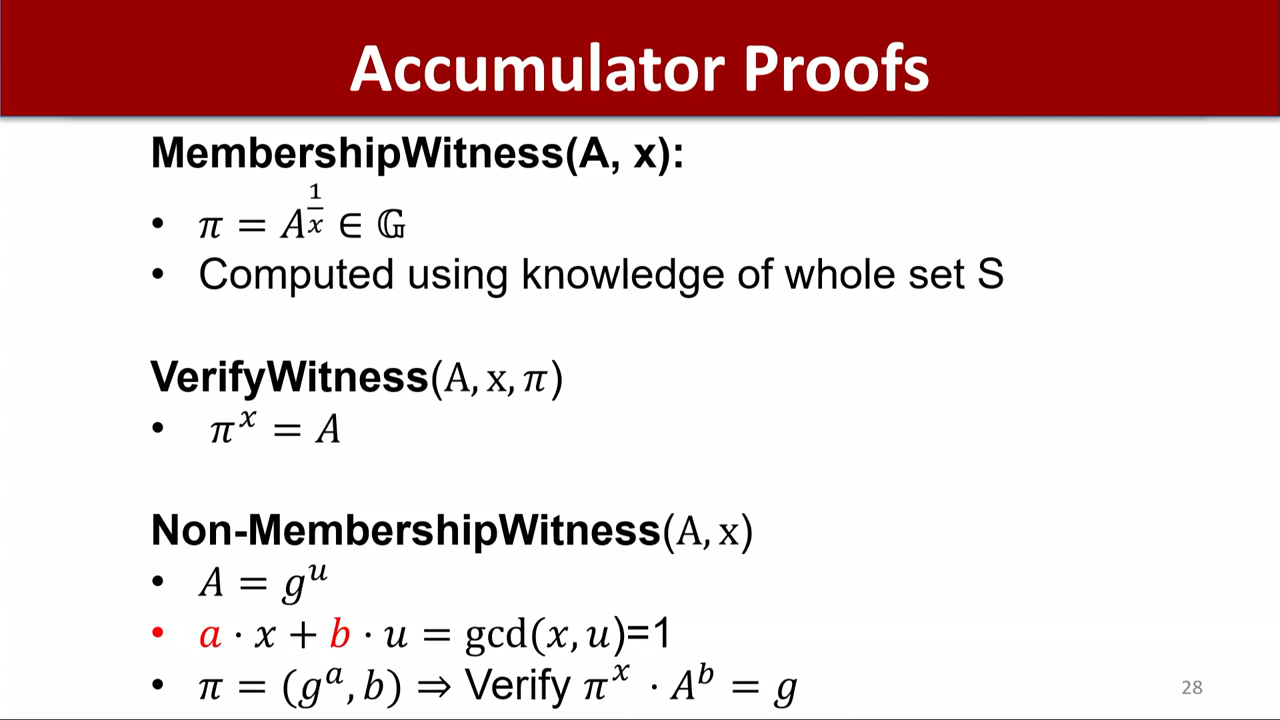 Accumulator Proofs
MembershipWitness(A, x):
• π = A^{1/x} ∈ 𝔾
• Computed using knowledge of whole set S
VerifyWitness(A, x, π)
• π^x = A
Non-MembershipWitness(A, x)
• A = g^u
• a · x + b · u = gcd(x, u)=1
• π = (g^a, b) ⇒ Verify π^x · A^b = g
28